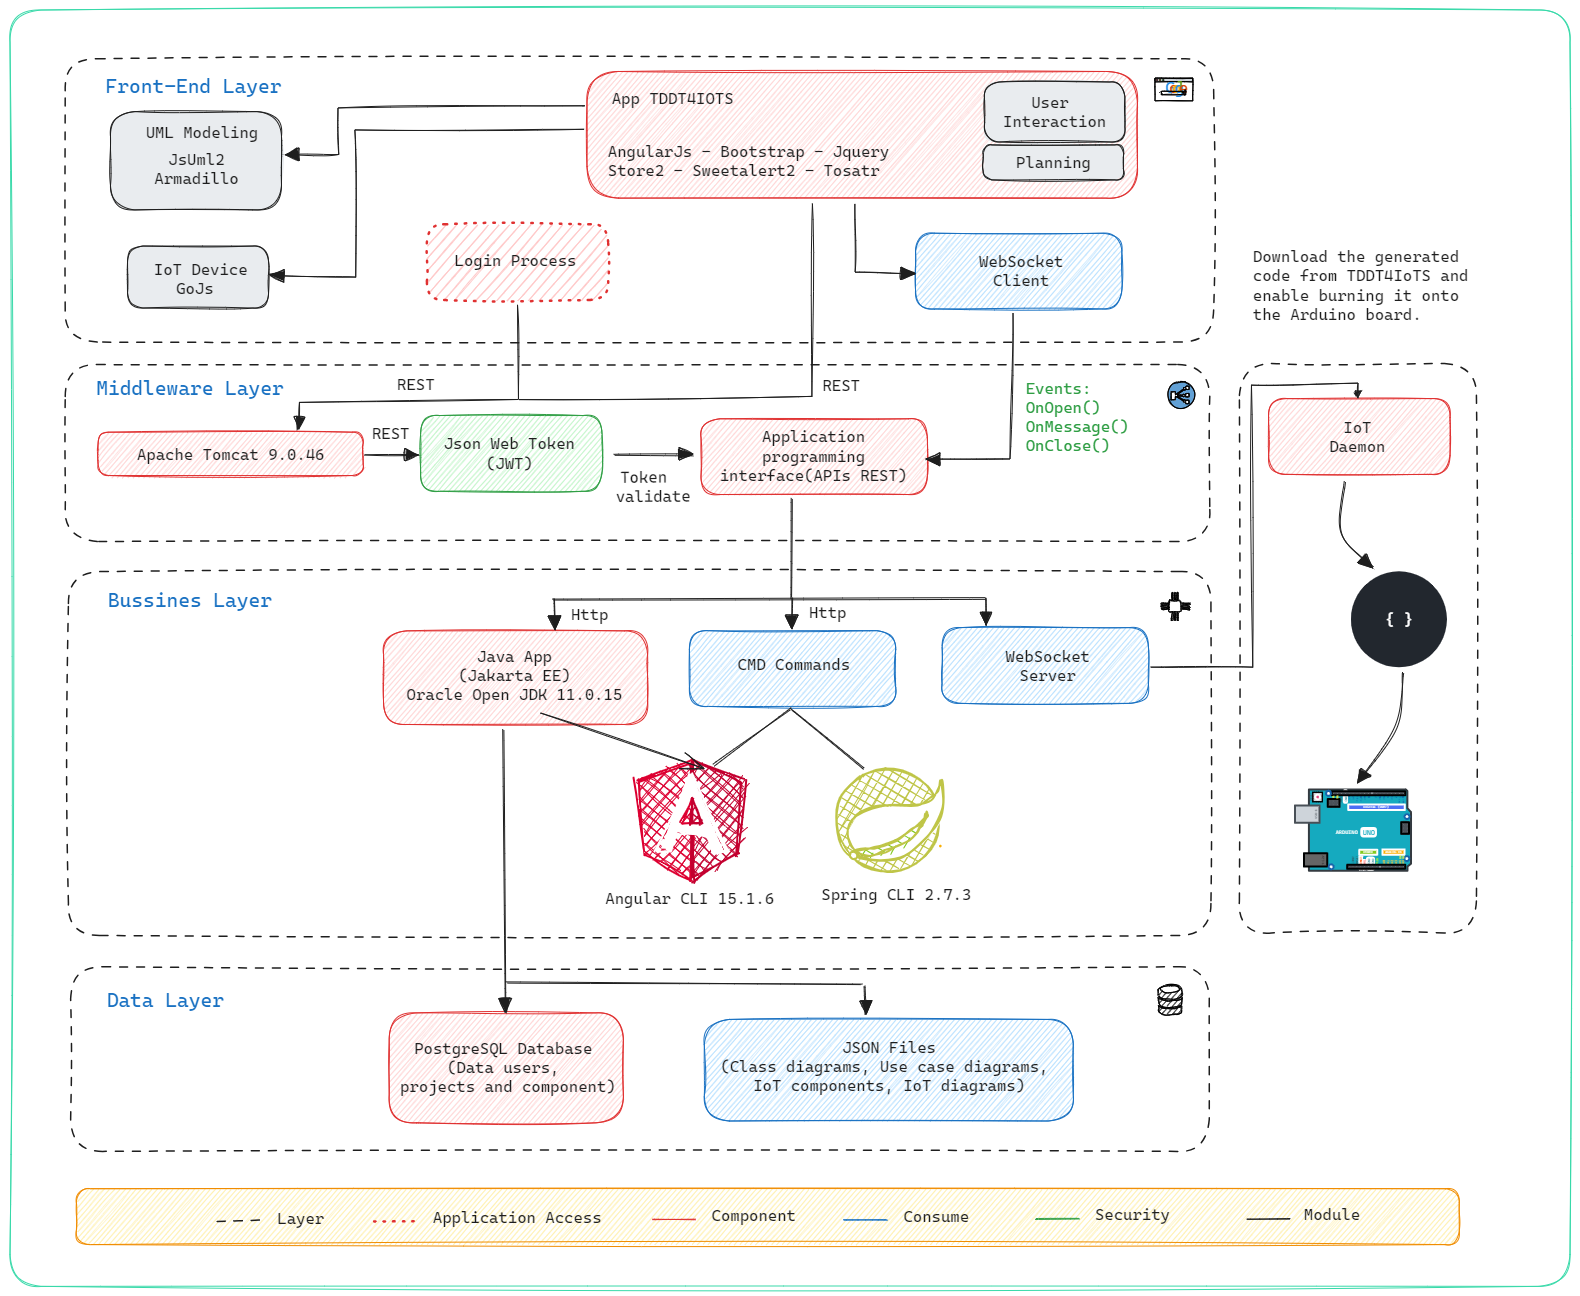 Front-End Layer
App TDDT4IOTS
User
Interaction
UML Modeling
JsUml2
Armadillo
AngularJs - Bootstrap - Jquery
Store2 - Sweetalert2 - Tosatr
Planning
Login Process
IoT Device
GoJs
WebSocket
Client
Download the generated
code from TDDT4IoTS and
enable burning it onto
the Arduino board.
Middleware Layer
REST
REST
Events:
OnOpen()
OnMessage()
OnClose()
Apache Tomcat 9.0.46
REST
Json Web Token
(JWT)
Token
validate
Application
programming
interface(APIs REST)
IoT
Daemon
{ }
ARDUINO UNO
Bussines Layer
Http
Http
Java App
(Jakarta EE)
Oracle Open JDK 11.0.15
CMD Commands
WebSocket
Server
Angular CLI 15.1.6
Spring CLI 2.7.3
Data Layer
PostgreSQL Database
(Data users,
projects and component)
JSON Files
(Class diagrams, Use case diagrams,
IoT components, IoT diagrams)
Layer
Application Access
Component
Consume
Security
Module